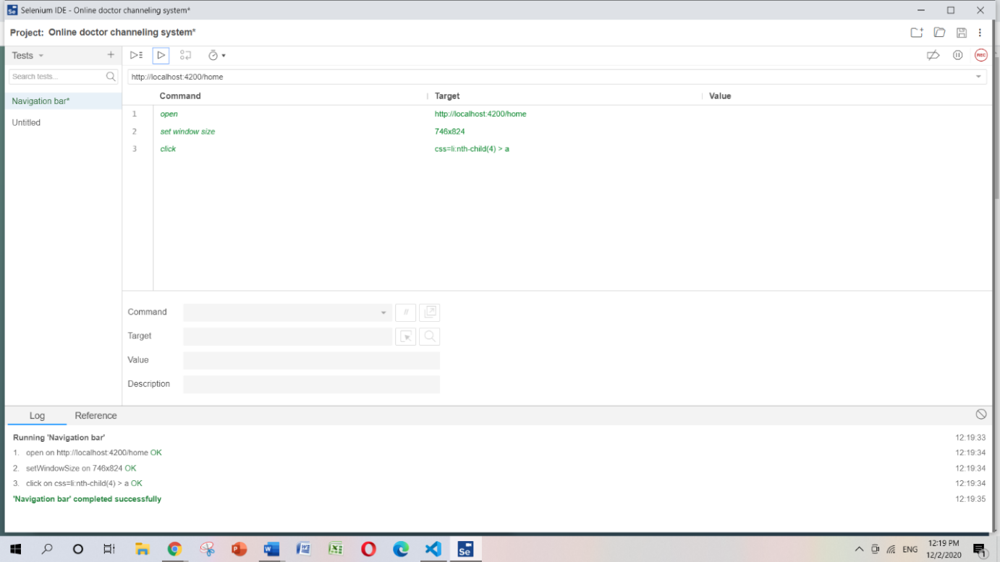 Selenium IDE - Online doctor channeling system*
Project: Online doctor channeling system*
Tests
Search tests...
Navigation bar*
Untitled
REC
http://localhost:4200/home
Command Target Value
1 open http://localhost:4200/home
2 set window size 746x824
3 click css=li:nth-child(4) > a
Command //
Target
Value
Description
Log Reference
Running 'Navigation bar' 12:19:33
1. open on http://localhost:4200/home OK 12:19:34
2. setWindowSize on 746x824 OK 12:19:34
3. click on css=li:nth-child(4) > a OK 12:19:34
'Navigation bar' completed successfully 12:19:35
ENG
12:19 PM
12/2/2020
1